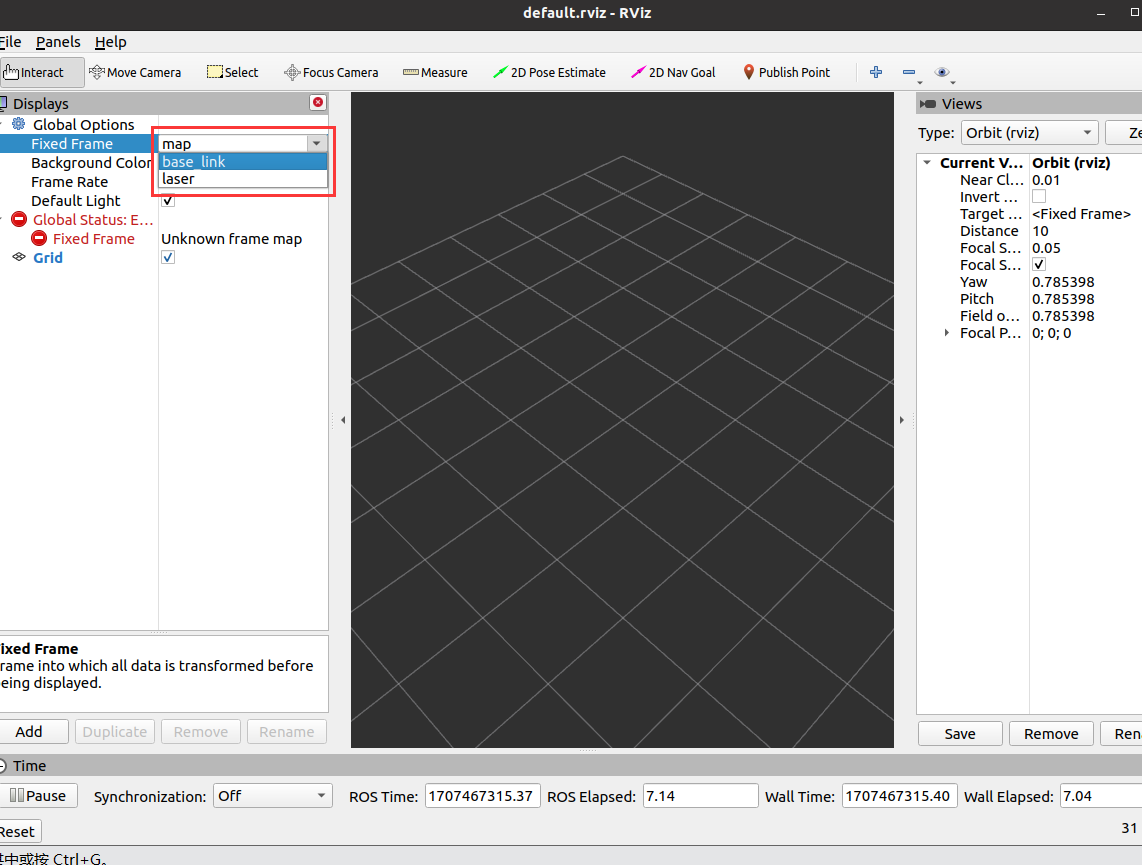 default.rviz - RViz
File Panels Help
Interact Move Camera Select Focus Camera Measure 2D Pose Estimate 2D Nav Goal Publish Point
Displays
Global Options
Fixed Frame map
base_link
laser
Background Color
Frame Rate
Default Light
Global Status: E...
Fixed Frame Unknown frame map
Grid
ixed Frame
rame into which all data is transformed before
eing displayed.
Add Duplicate Remove Rename
Views
Type: Orbit (rviz) Ze
Current V... Orbit (rviz)
Near Cl... 0.01
Invert ...
Target ... <Fixed Frame>
Distance 10
Focal S... 0.05
Focal S...
Yaw 0.785398
Pitch 0.785398
Field o... 0.785398
Focal P... 0; 0; 0
Save Remove Ren
Time
Pause Synchronization: Off ROS Time: 1707467315.37 ROS Elapsed: 7.14 Wall Time: 1707467315.40 Wall Elapsed: 7.04
Reset 31
中或按 Ctrl+G。